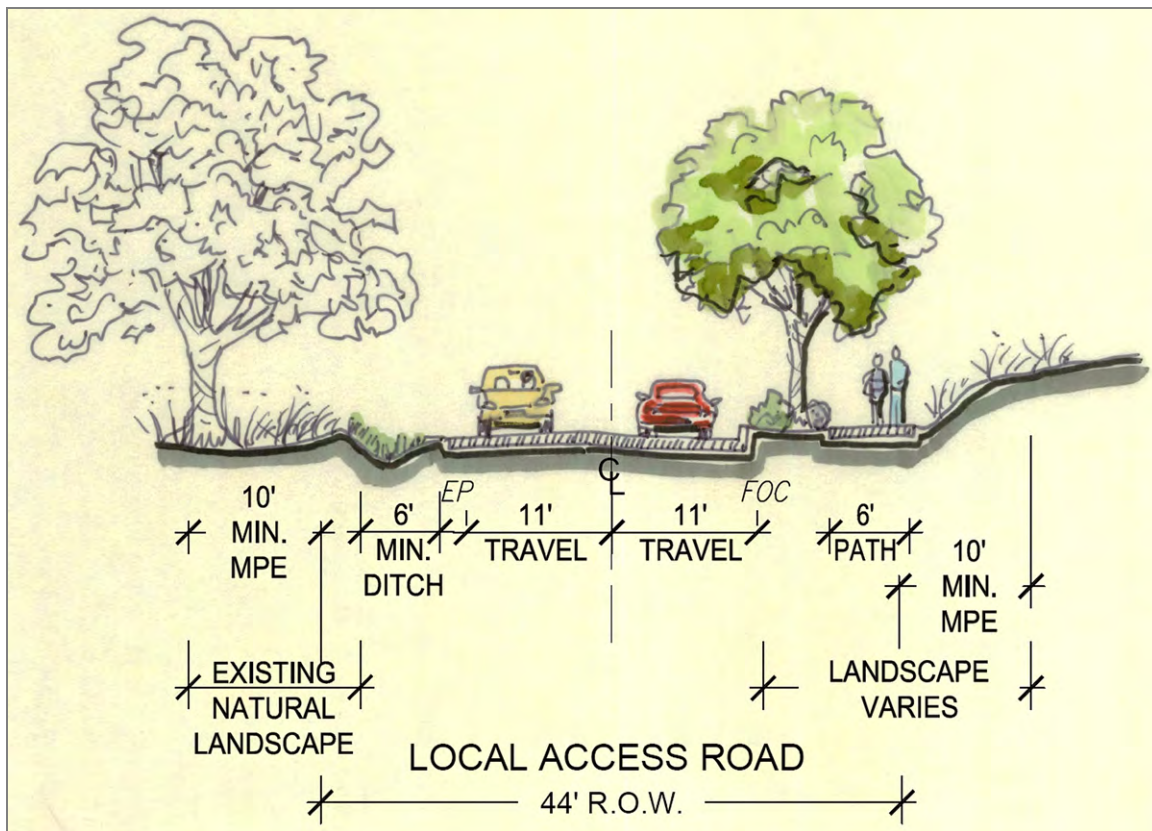 EP
C
L
FOC
10'
MIN.
MPE
6'
MIN.
DITCH
11'
TRAVEL
11'
TRAVEL
6'
PATH
10'
MIN.
MPE
EXISTING
NATURAL
LANDSCAPE
LANDSCAPE
VARIES
LOCAL ACCESS ROAD
44' R.O.W.